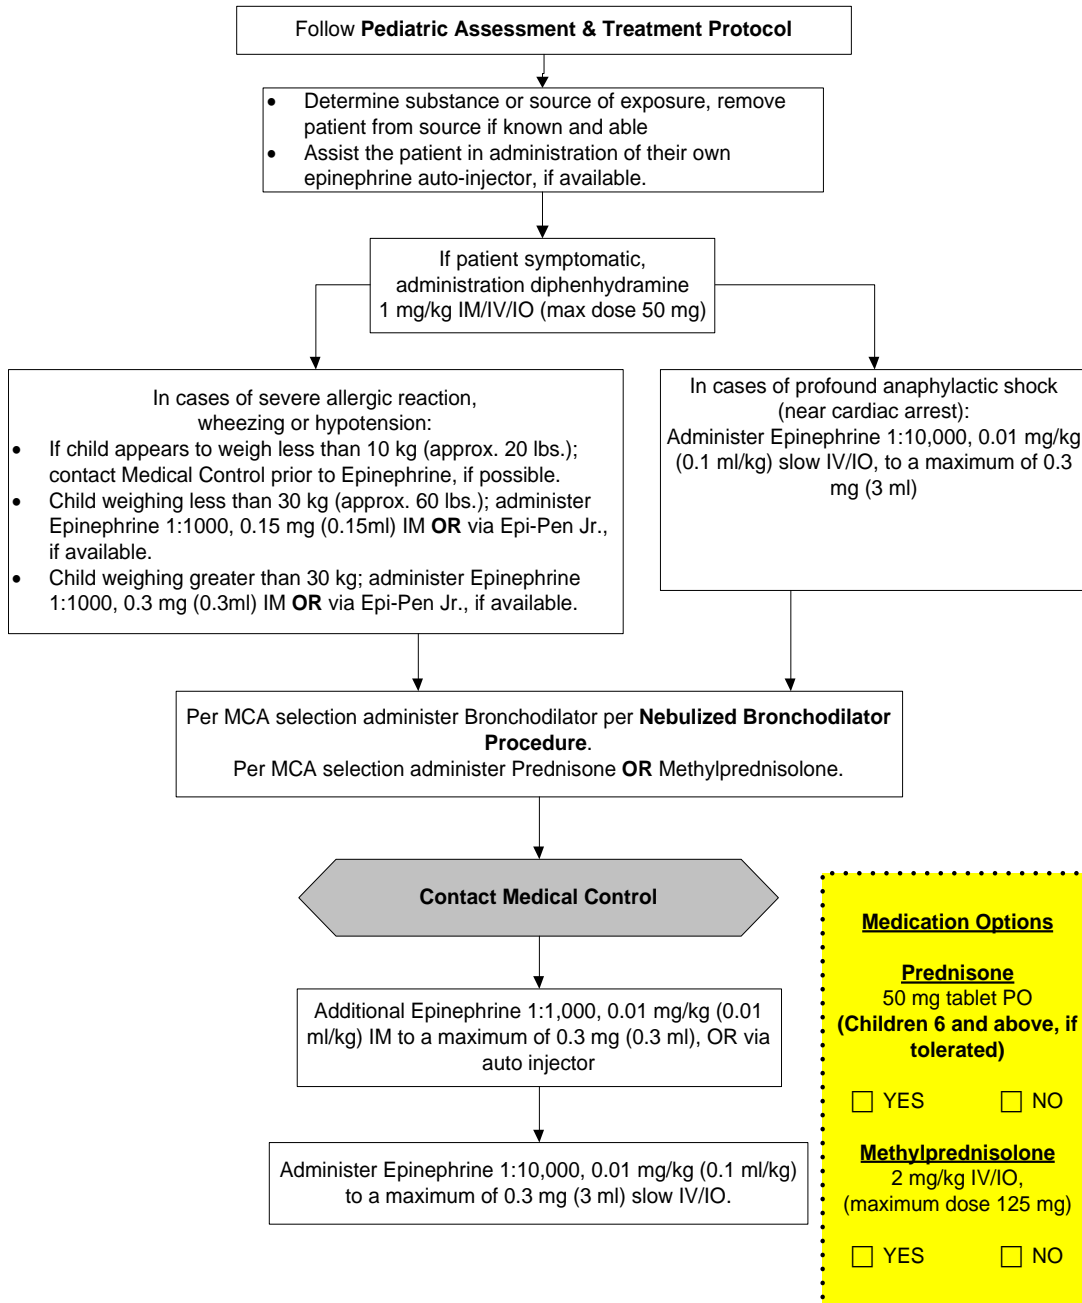 Follow Pediatric Assessment & Treatment Protocol
• Determine substance or source of exposure, remove
patient from source if known and able
• Assist the patient in administration of their own
epinephrine auto-injector, if available.
If patient symptomatic,
administration diphenhydramine
1 mg/kg IM/IV/IO (max dose 50 mg)
In cases of severe allergic reaction,
wheezing or hypotension:
• If child appears to weigh less than 10 kg (approx. 20 lbs.);
contact Medical Control prior to Epinephrine, if possible.
• Child weighing less than 30 kg (approx. 60 lbs.); administer
Epinephrine 1:1000, 0.15 mg (0.15ml) IM OR via Epi-Pen Jr.,
if available.
• Child weighing greater than 30 kg; administer Epinephrine
1:1000, 0.3 mg (0.3ml) IM OR via Epi-Pen Jr., if available.
In cases of profound anaphylactic shock
(near cardiac arrest):
Administer Epinephrine 1:10,000, 0.01 mg/kg
(0.1 ml/kg) slow IV/IO, to a maximum of 0.3
mg (3 ml)
Per MCA selection administer Bronchodilator per Nebulized Bronchodilator
Procedure.
Per MCA selection administer Prednisone OR Methylprednisolone.
Contact Medical Control
Additional Epinephrine 1:1,000, 0.01 mg/kg (0.01
ml/kg) IM to a maximum of 0.3 mg (0.3 ml), OR via
auto injector
Administer Epinephrine 1:10,000, 0.01 mg/kg (0.1 ml/kg)
to a maximum of 0.3 mg (3 ml) slow IV/IO.
Medication Options
Prednisone
50 mg tablet PO
(Children 6 and above, if
tolerated)
☐ YES ☐ NO
Methylprednisolone
2 mg/kg IV/IO,
(maximum dose 125 mg)
☐ YES ☐ NO